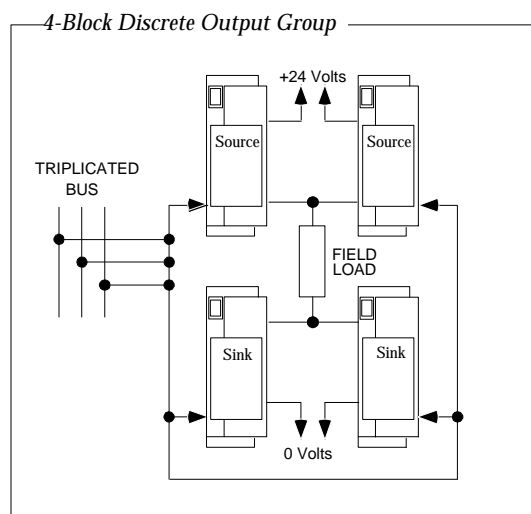 4-Block Discrete Output Group
+24 Volts
Source
Source
TRIPLICATED
BUS
FIELD
LOAD
Sink
Sink
0 Volts